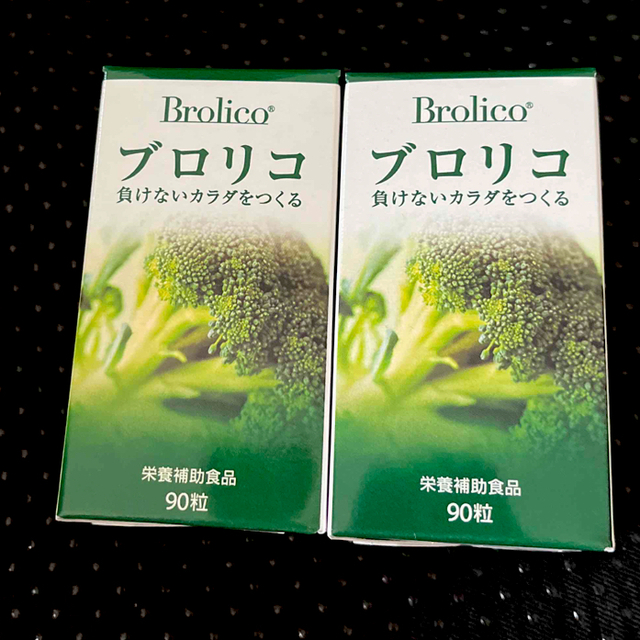 Brolico®
ブロリコ
負けないカラダをつくる
栄養補助食品
90粒
Brolico®
ブロリコ
負けないカラダをつくる
栄養補助食品
90粒